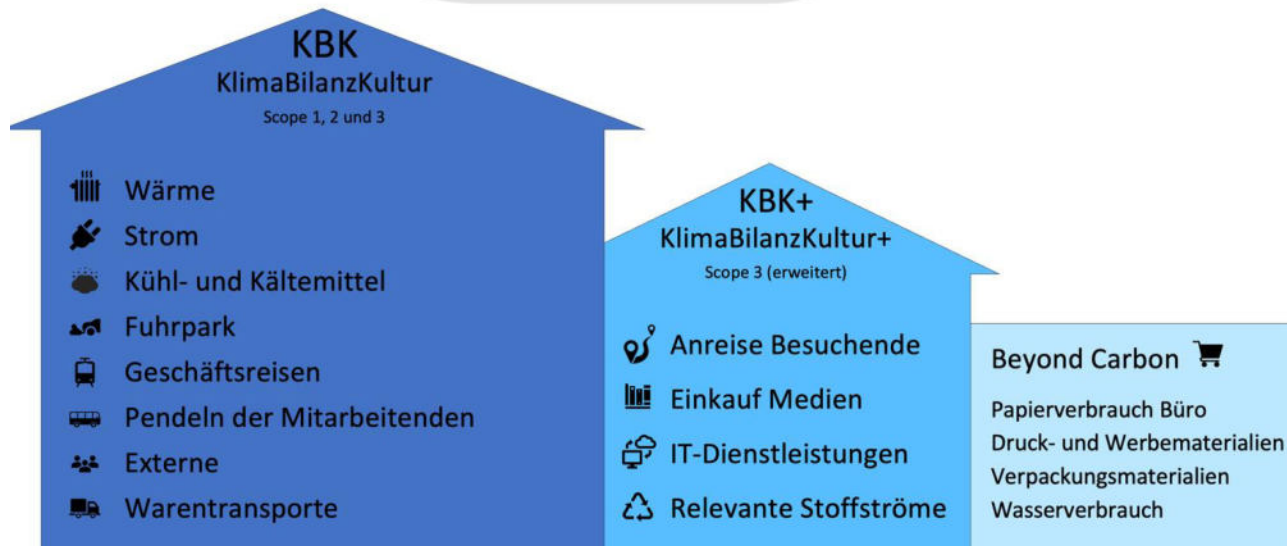 KBK
KlimaBilanzKultur
Scope 1, 2 und 3
Wärme
Strom
Kühl- und Kältemittel
Fuhrpark
Geschäftsreisen
Pendeln der Mitarbeitenden
Externe
Warentransporte
KBK+
KlimaBilanzKultur+
Scope 3 (erweitert)
Anreise Besuchende
Einkauf Medien
IT-Dienstleistungen
Relevante Stoffströme
Beyond Carbon
Papierverbrauch Büro
Druck- und Werbematerialien
Verpackungsmaterialien
Wasserverbrauch